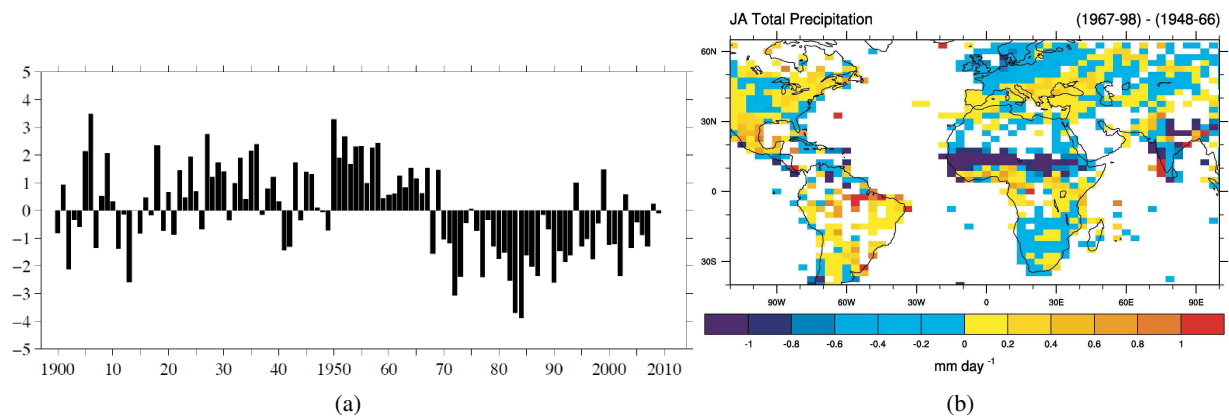 5
4
3
2
1
0
−1
−2
−3
−4
−5
1900 10 20 30 40 1950 60 70 80 90 2000 2010
(a)
JA Total Precipitation (1967-98) - (1948-66)
60N
30N
0
30S
90W 60W 30W 0 30E 60E 90E
-1 -0.8 -0.6 -0.4 -0.2 0 0.2 0.4 0.6 0.8 1
mm day -1
(b)